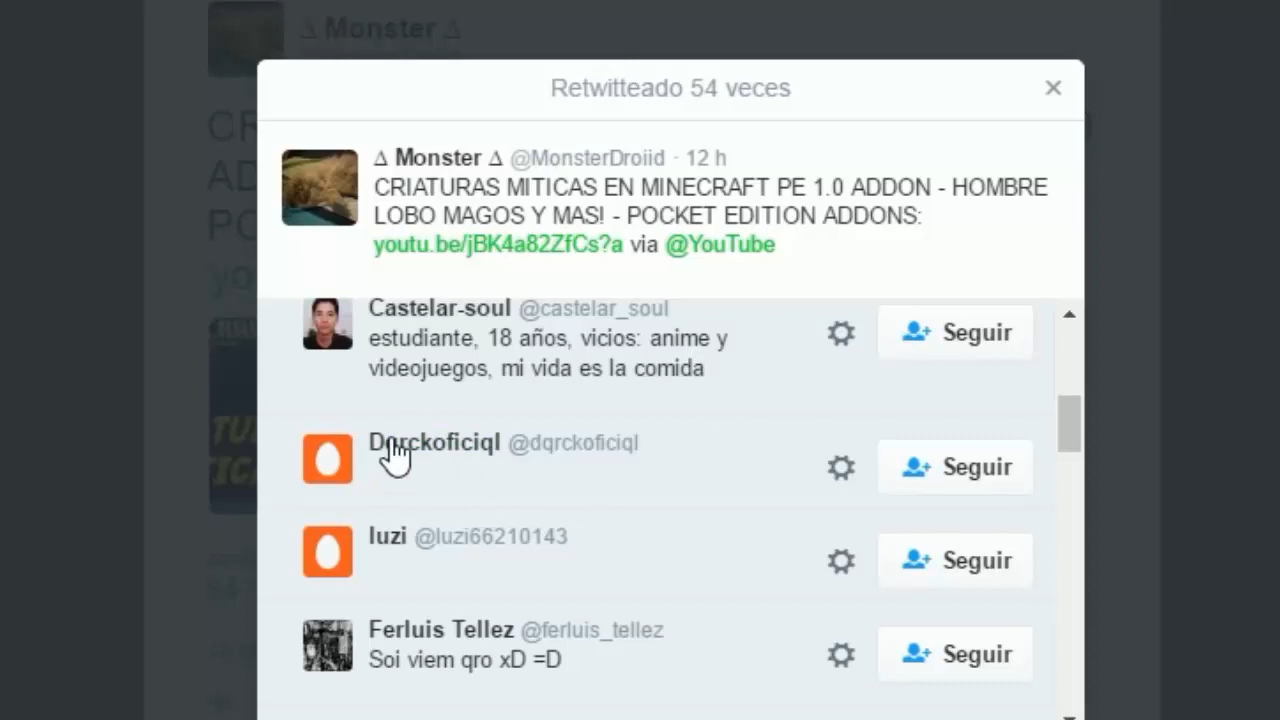 Δ Monster Δ
Retwitteado 54 veces
×
Δ Monster Δ @MonsterDroiid · 12 h
CRIATURAS MITICAS EN MINECRAFT PE 1.0 ADDON - HOMBRE
LOBO MAGOS Y MAS! - POCKET EDITION ADDONS:
youtu.be/jBK4a82ZfCs?a via @YouTube
Castelar-soul @castelar_soul
estudiante, 18 años, vicios: anime y
videojuegos, mi vida es la comida
Seguir
Dqrckoficiql @dqrckoficiql
Seguir
luzi @luzi66210143
Seguir
Ferluis Tellez @ferluis_tellez
Soi viem qro xD =D
Seguir